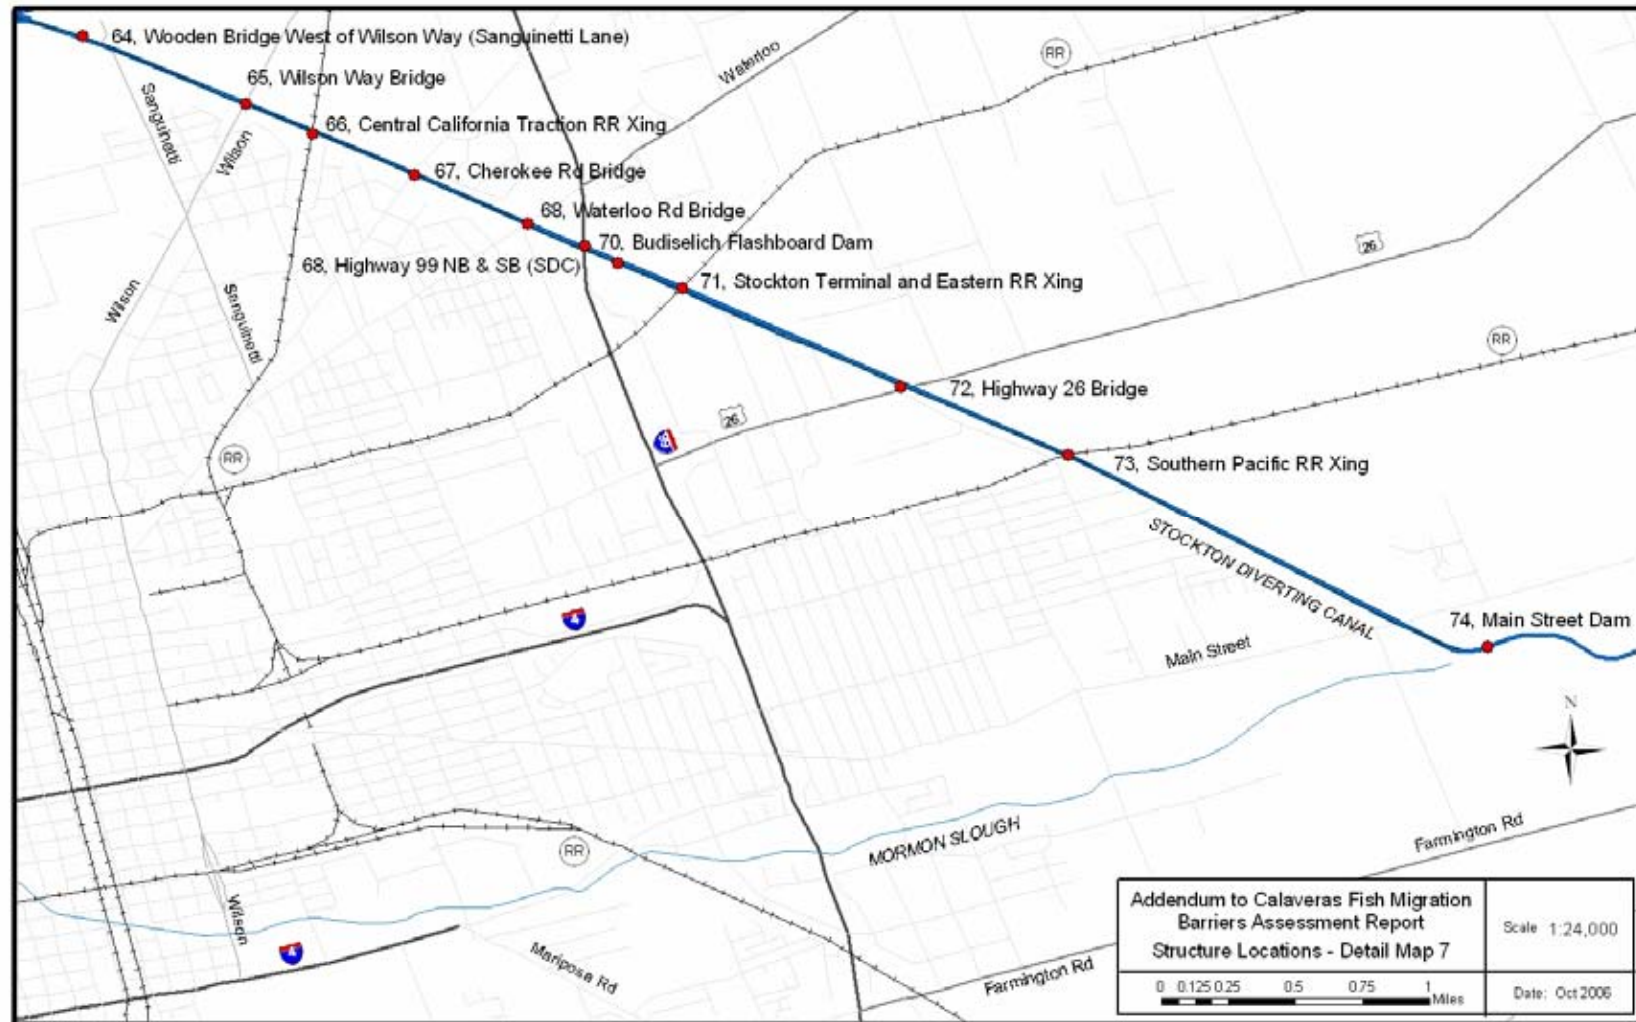 64, Wooden Bridge West of Wilson Way (Sanguinetti Lane)
Waterloo
RR
65, Wilson Way Bridge
Sanguinetti
Wilson
66, Central California Traction RR Xing
67, Cherokee Rd Bridge
68, Waterloo Rd Bridge
70, Budiselich Flashboard Dam
68, Highway 99 NB & SB (SDC)
71, Stockton Terminal and Eastern RR Xing
26
Wilson
Sanguinetti
RR
72, Highway 26 Bridge
26
RR
73, Southern Pacific RR Xing
STOCKTON DIVERTING CANAL
4
74, Main Street Dam
Main Street
N
MORMON SLOUGH
Farmington Rd
RR
Wilson
4
Mariposa Rd
Farmington Rd
Addendum to Calaveras Fish Migration
Barriers Assessment Report
Structure Locations - Detail Map 7
Scale 1:24,000
0 0.125 0.25 0.5 0.75 1
Miles
Date: Oct 2006